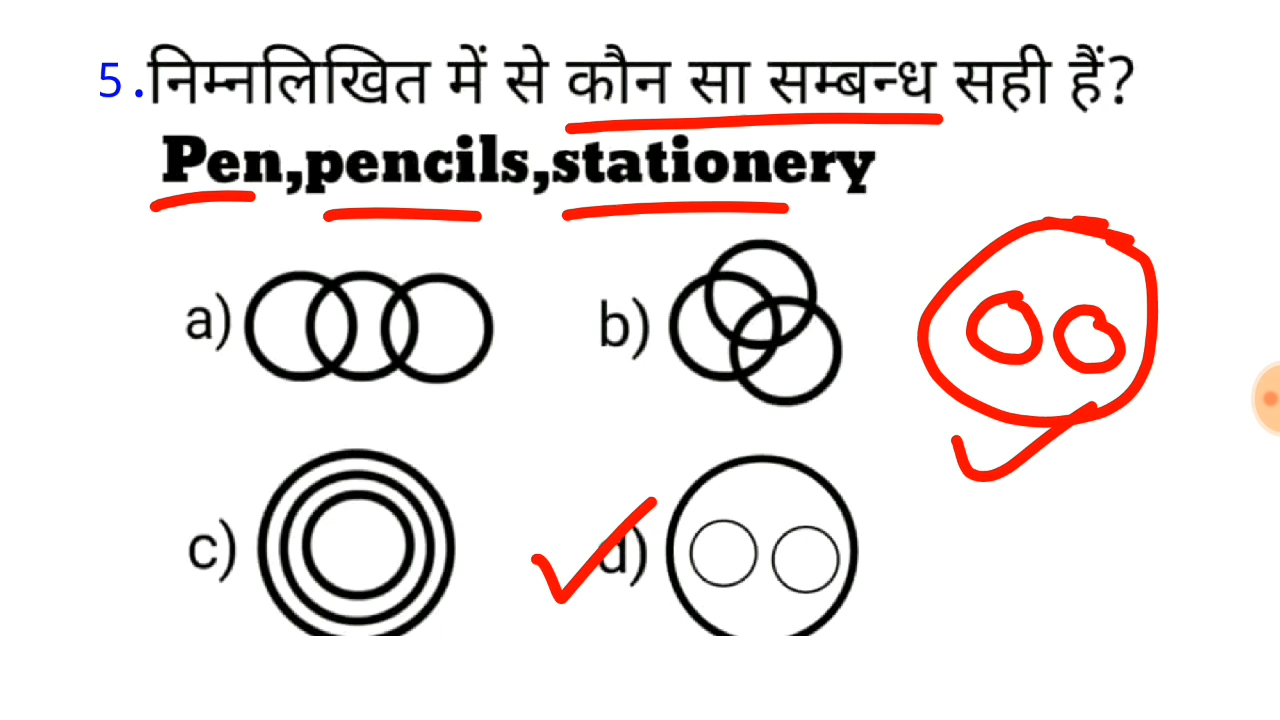 5.निम्नलिखित में से कौन सा सम्बन्ध सही हैं?
Pen,pencils,stationery
a) b)
c) d)